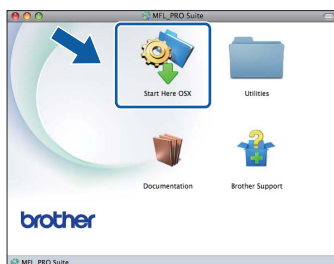 MFL_PRO Suite
Start Here OSX
Utilities
Documentation
Brother Support
brother
MFL_PRO Suite